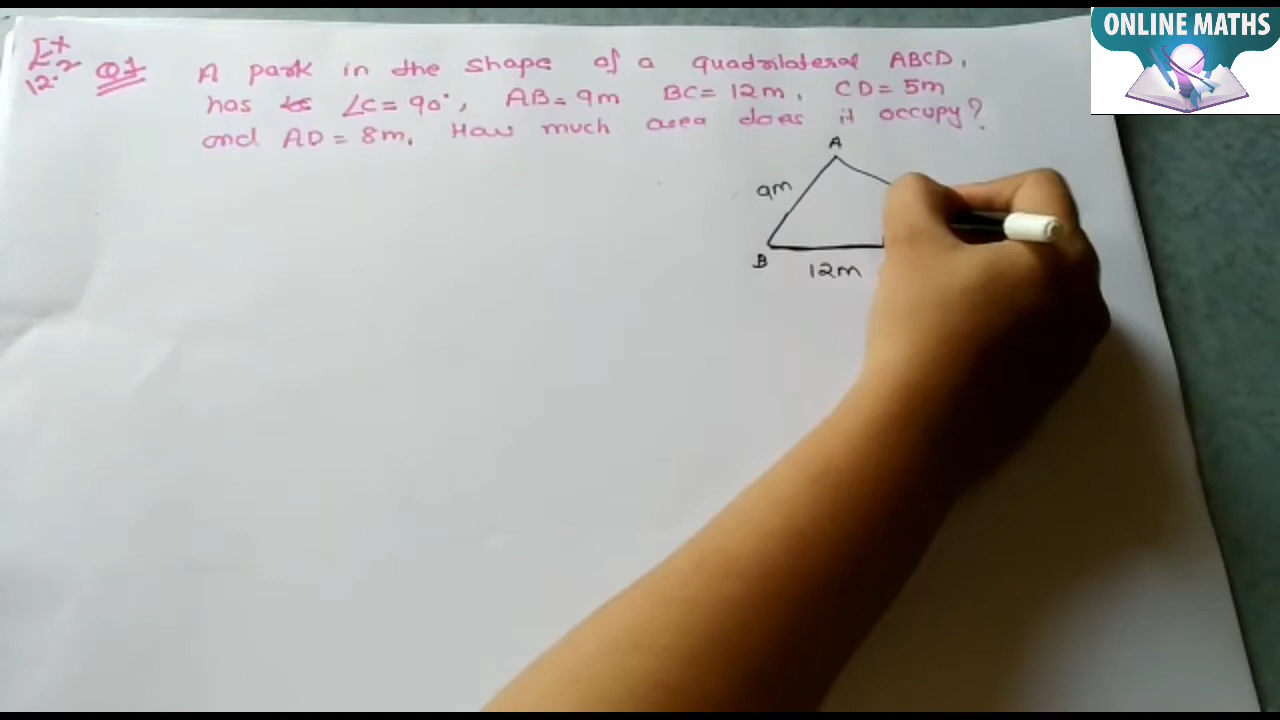 ONLINE MATHS
Ex
12.2
Q1 A park in the shape of a quadrilateral ABCD,
has ∠C = 90°, AB = 9m BC = 12m, CD = 5m
and AD = 8m. How much area does it occupy?
A
9m
B
12m